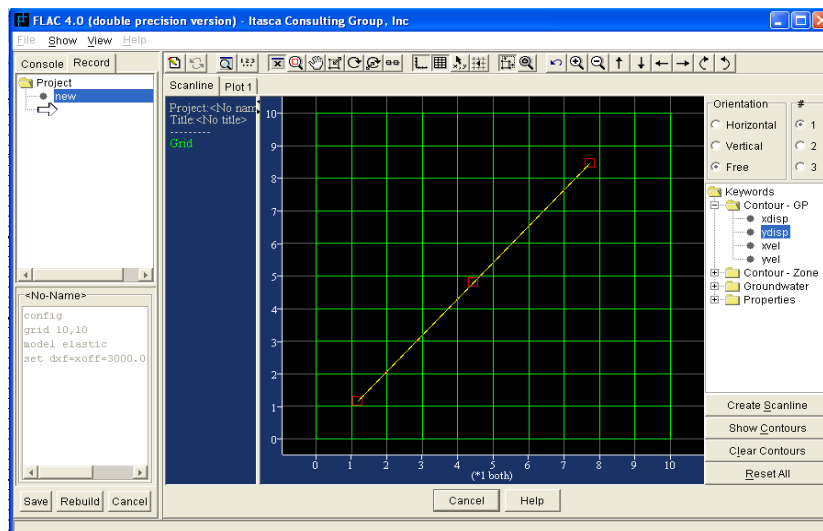 FLAC 4.0 (double precision version) - Itasca Consulting Group, Inc
File Show View Help
Console Record
Project
new
1.2.3
Scanline Plot 1
Project:<No nam
Title:<No title>
---------
Grid
10
9
8
7
6
5
4
3
2
1
0
0 1 2 3 4 5 6 7 8 9 10
(*1 both)
Orientation #
Horizontal 1
Vertical 2
Free 3
Keywords
Contour - GP
xdisp
ydisp
xvel
yvel
Contour - Zone
Groundwater
Properties
<No-Name>
config
grid 10,10
model elastic
set dxf=xoff=3000.0
Create Scanline
Show Contours
Clear Contours
Reset All
Save Rebuild Cancel
Cancel Help